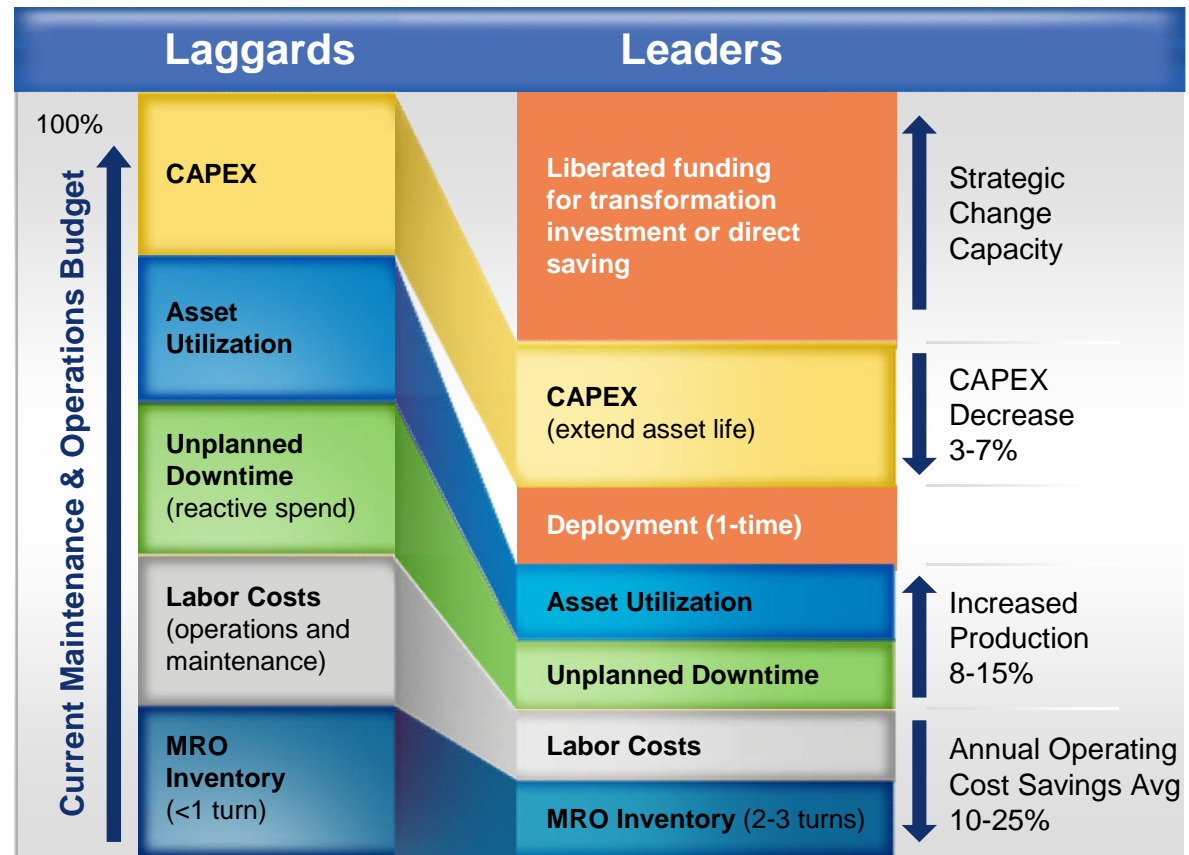 Laggards
Leaders
100%
Current Maintenance & Operations Budget
CAPEX
Asset
Utilization
Unplanned
Downtime
(reactive spend)
Labor Costs
(operations and
maintenance)
MRO
Inventory
(<1 turn)
Liberated funding
for transformation
investment or direct
saving
CAPEX
(extend asset life)
Deployment (1-time)
Asset Utilization
Unplanned Downtime
Labor Costs
MRO Inventory (2-3 turns)
Strategic
Change
Capacity
CAPEX
Decrease
3-7%
Increased
Production
8-15%
Annual Operating
Cost Savings Avg
10-25%